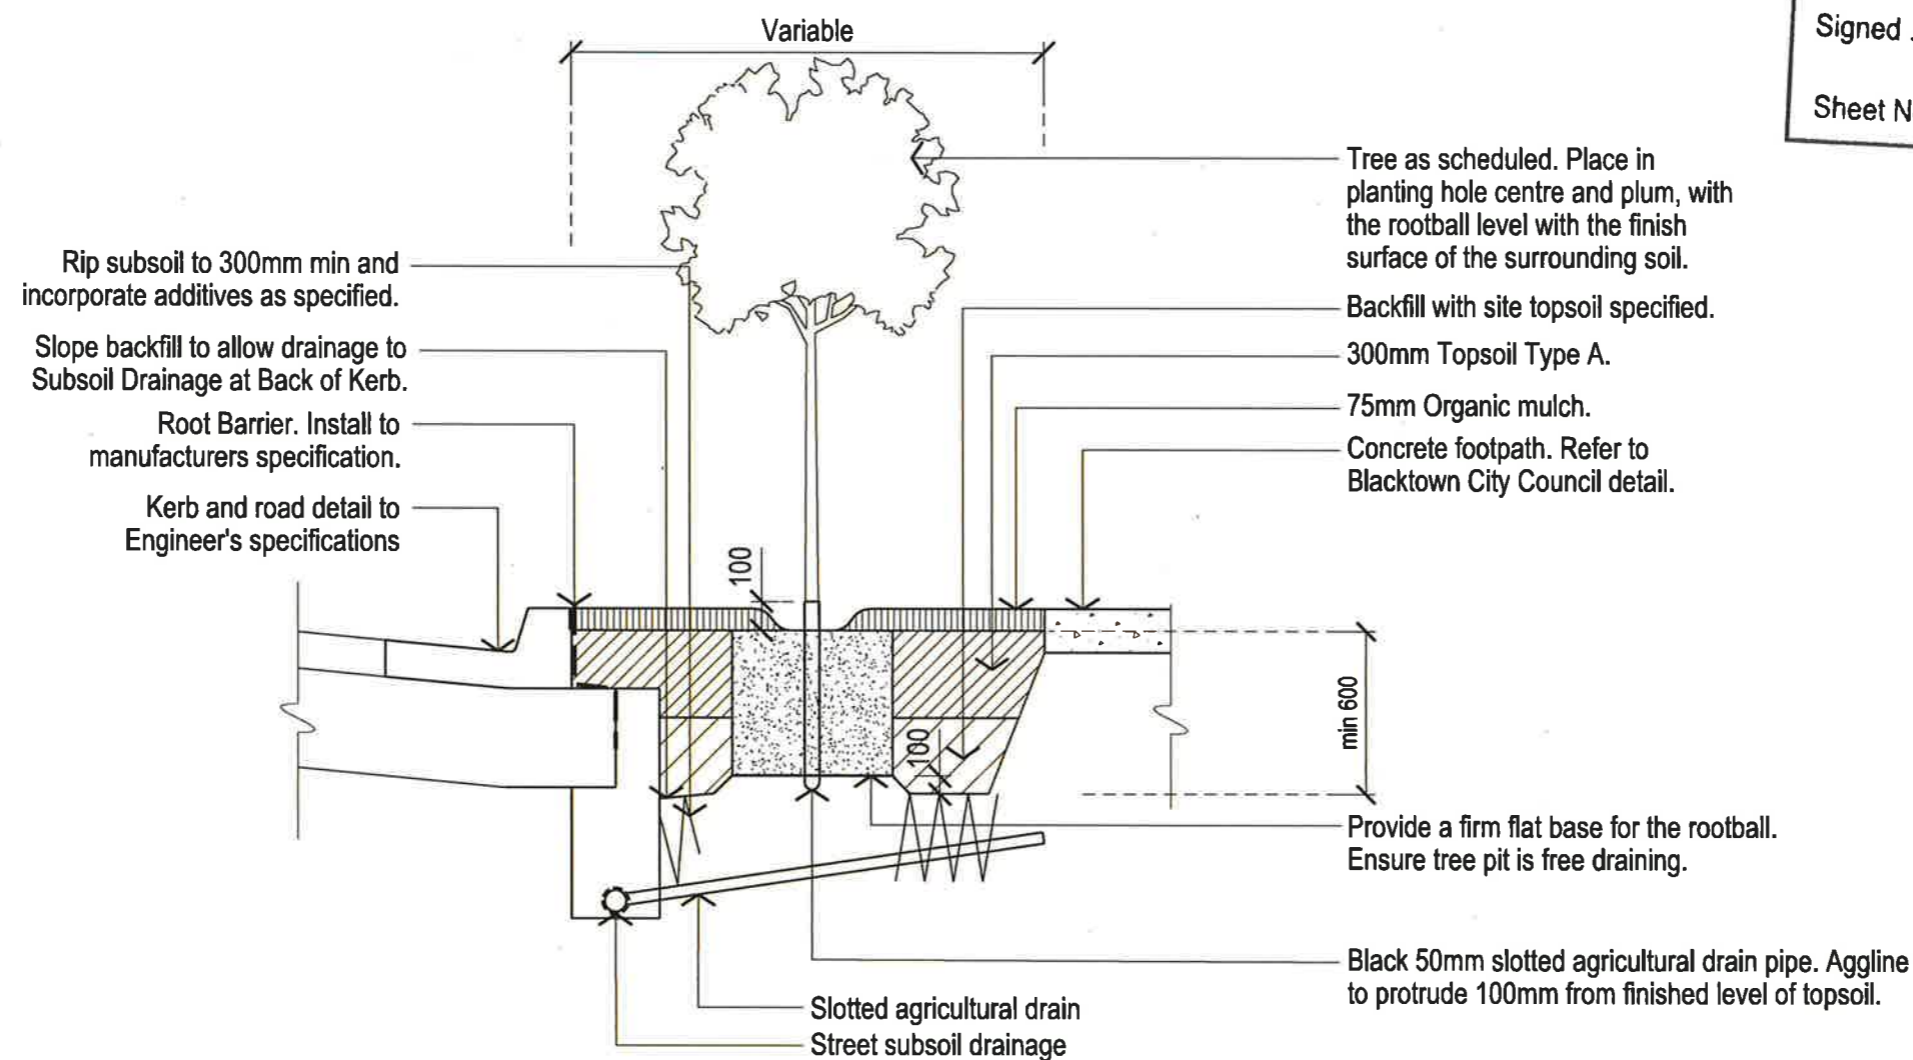 Variable
Signed
Sheet N
Tree as scheduled. Place in
planting hole centre and plum, with
the rootball level with the finish
surface of the surrounding soil.
Rip subsoil to 300mm min and
incorporate additives as specified.
Backfill with site topsoil specified.
Slope backfill to allow drainage to
Subsoil Drainage at Back of Kerb.
300mm Topsoil Type A.
75mm Organic mulch.
Root Barrier. Install to
manufacturers specification.
Concrete footpath. Refer to
Blacktown City Council detail.
Kerb and road detail to
Engineer's specifications
100
min 600
100
Provide a firm flat base for the rootball.
Ensure tree pit is free draining.
Black 50mm slotted agricultural drain pipe. Aggline
to protrude 100mm from finished level of topsoil.
Slotted agricultural drain
Street subsoil drainage